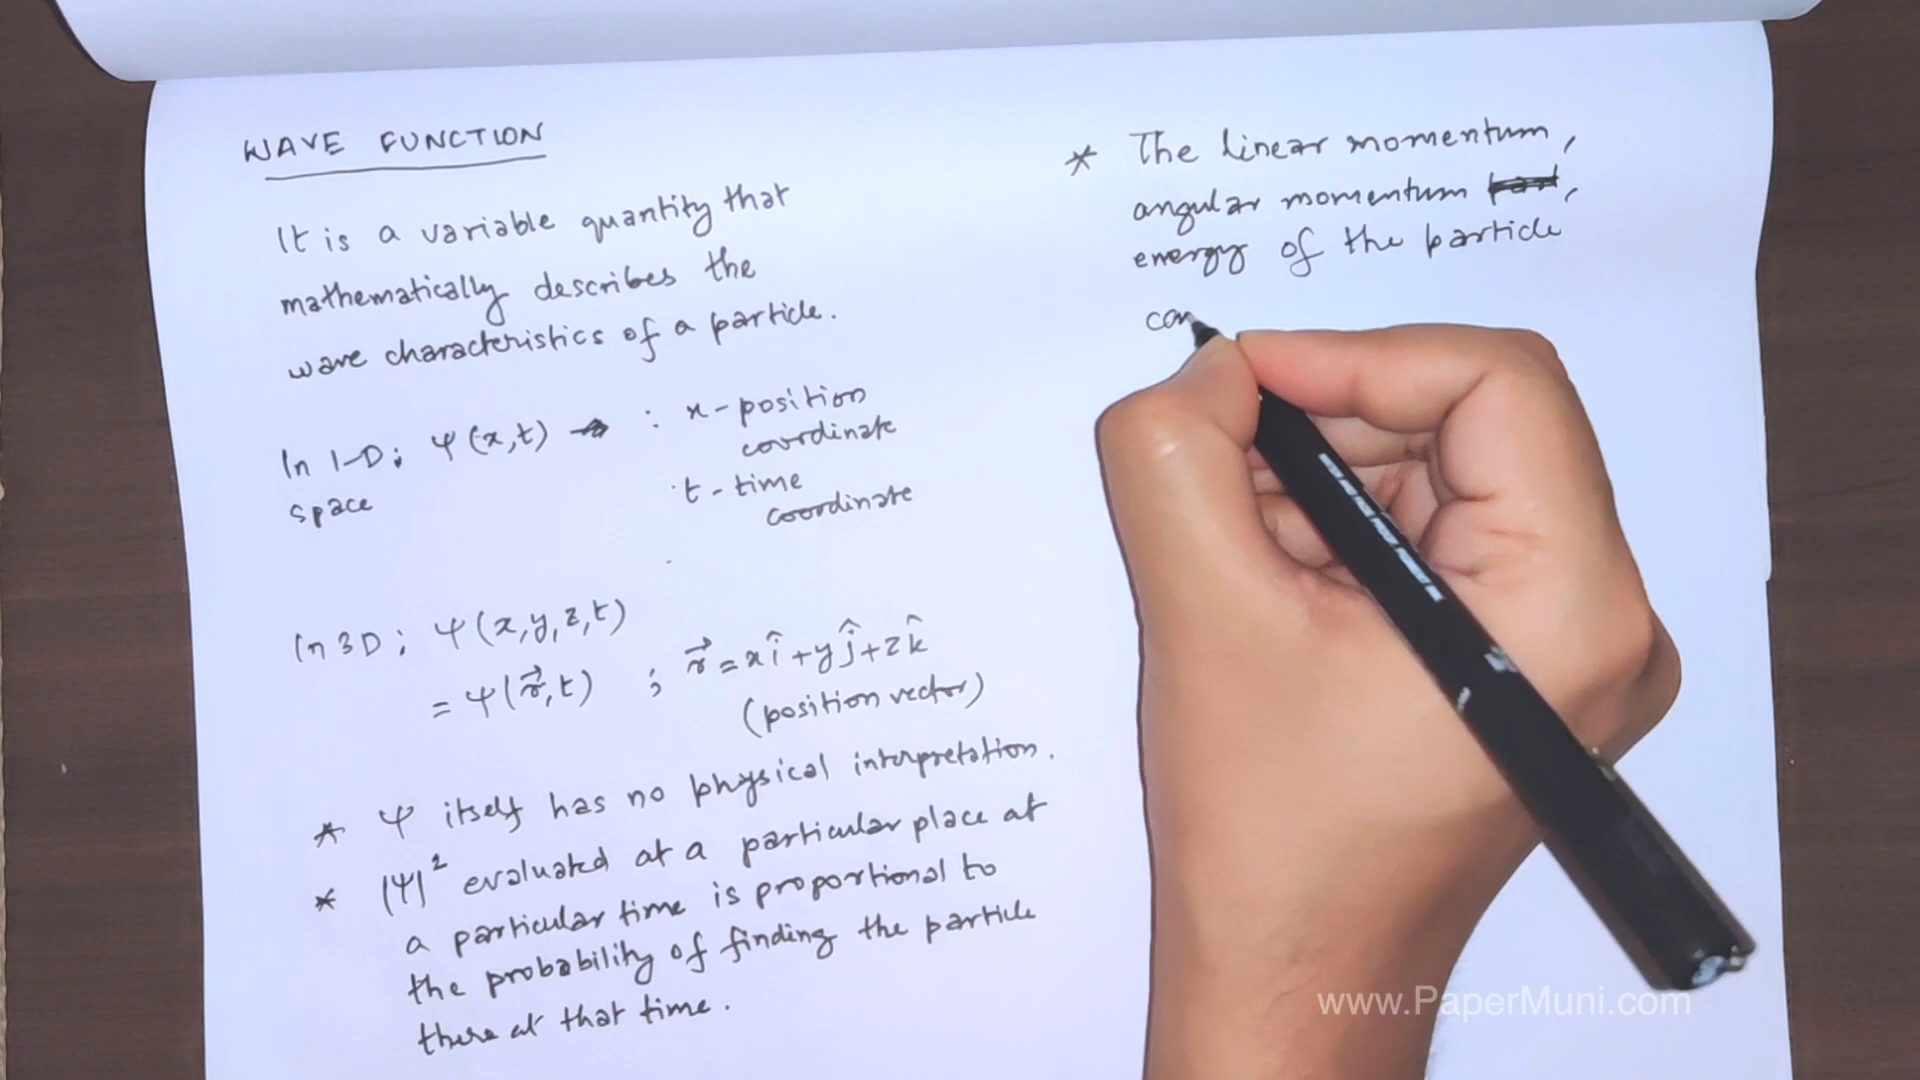 WAVE FUNCTION
It is a variable quantity that
mathematically describes the
wave characteristics of a particle.
In 1-D; ψ(x,t) → : x - position
coordinate
space
t - time
coordinate
In 3D; ψ(x,y,z,t)
= ψ(r⃗,t) ; r⃗ = xî + yĵ + zk̂
(position vector)
* ψ itself has no physical interpretation.
* |Ψ|² evaluated at a particular place at
a particular time is proportional to
the probability of finding the particle
there at that time.
* The linear momentum,
angular momentum ,
energy of the particle
can
www.PaperMuni.com